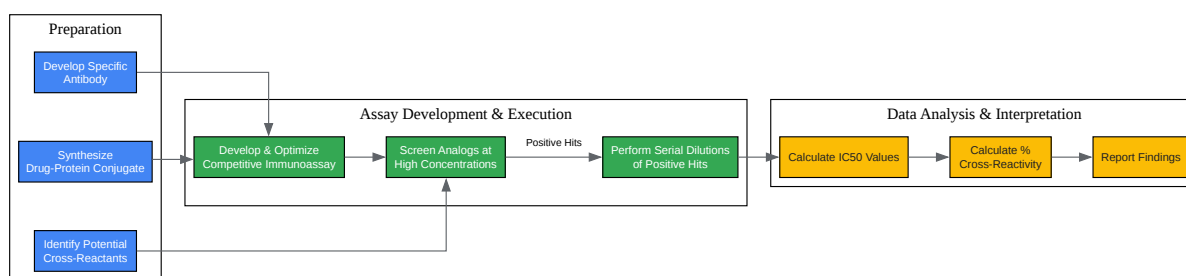 Preparation
Develop Specific
Antibody
Synthesize
Drug-Protein Conjugate
Identify Potential
Cross-Reactants
Assay Development & Execution
Develop & Optimize
Competitive Immunoassay
Screen Analogs at
High Concentrations
Positive Hits
Perform Serial Dilutions
of Positive Hits
Data Analysis & Interpretation
Calculate IC50 Values
Calculate %
Cross-Reactivity
Report Findings